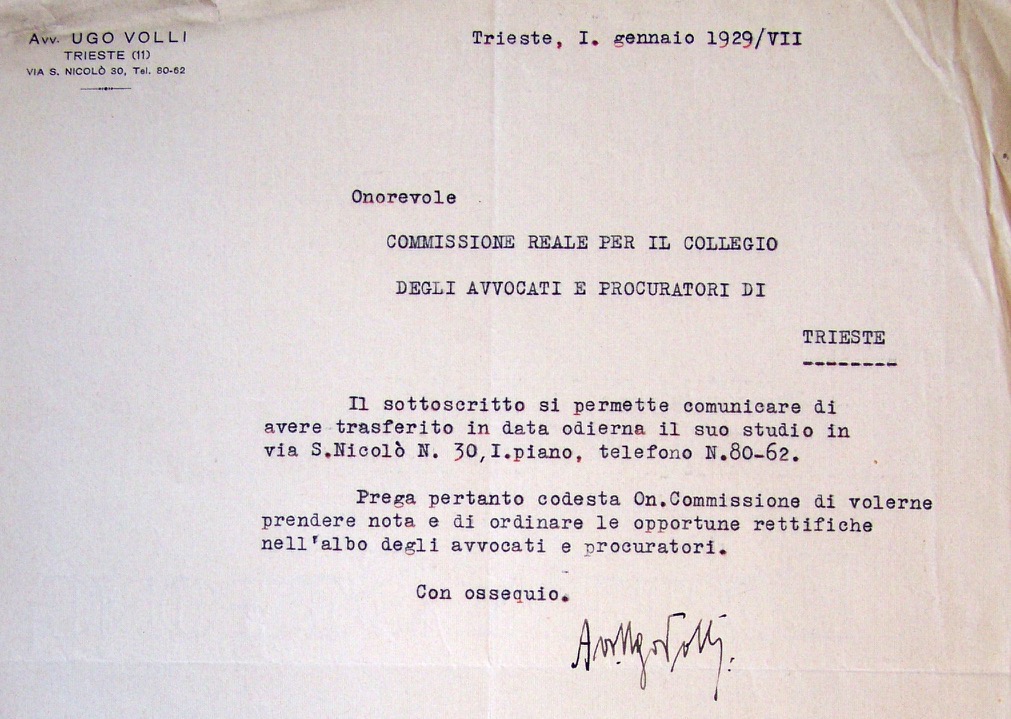 Avv. UGO VOLLI
TRIESTE (11)
VIA S. NICOLÒ 30, Tel. 80-62
Trieste, I. gennaio 1929/VII
Onorevole
COMMISSIONE REALE PER IL COLLEGIO
DEGLI AVVOCATI E PROCURATORI DI
TRIESTE
--------
Il sottoscritto si permette comunicare di
avere trasferito in data odierna il suo studio in
via S.Nicolò N. 30,I.piano, telefono N.80-62.
Prega pertanto codesta On.Commissione di volerne
prendere nota e di ordinare le opportune rettifiche
nell'albo degli avvocati e procuratori.
Con ossequio.
Avv. Ugo Volli.